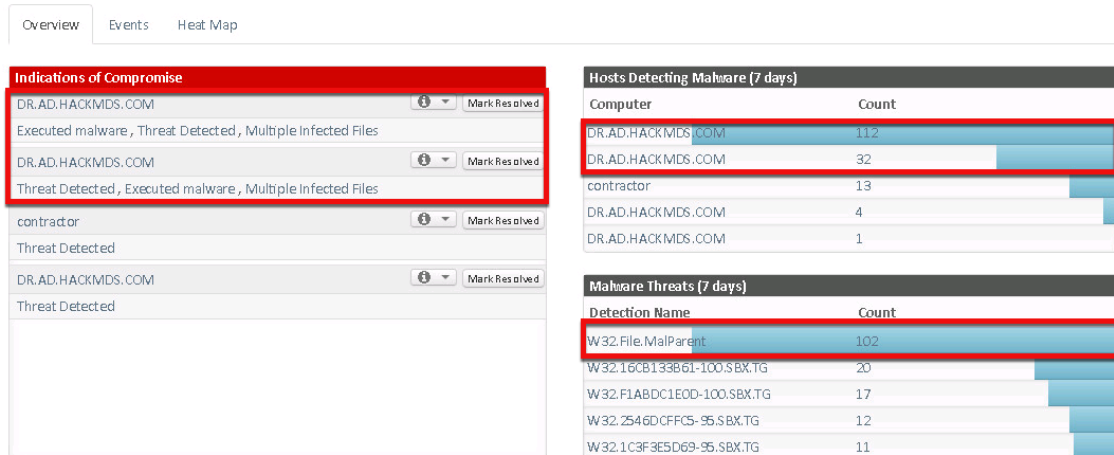 Overview Events Heat Map
Indications of Compromise
DR.AD.HACKMDS.COM Mark Resolved
Executed malware , Threat Detected , Multiple Infected Files
DR.AD.HACKMDS.COM Mark Resolved
Threat Detected , Executed malware , Multiple Infected Files
contractor Mark Resolved
Threat Detected
DR.AD.HACKMDS.COM Mark Resolved
Threat Detected
Hosts Detecting Malware (7 days)
Computer Count
DR.AD.HACKMDS.COM 112
DR.AD.HACKMDS.COM 32
contractor 13
DR.AD.HACKMDS.COM 4
DR.AD.HACKMDS.COM 1
Malware Threats (7 days)
Detection Name Count
W32.File.MalParent 102
W32.16CB133B61-100.SBX.TG 20
W32.F1ABDC1E0D-100.SBX.TG 17
W32.2546DCFFC5-95.SBX.TG 12
W32.1C3F3E5D69-95.SBX.TG 11